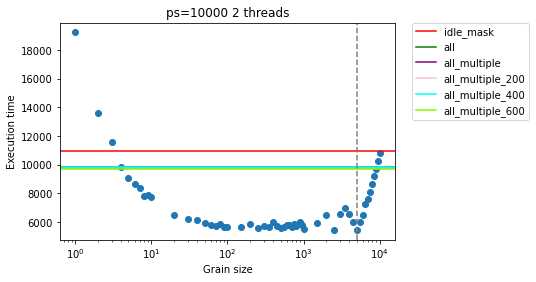 ps=10000 2 threads
Execution time
18000
16000
14000
12000
10000
8000
6000
10⁰
10¹
10²
10³
10⁴
Grain size
idle_mask
all
all_multiple
all_multiple_200
all_multiple_400
all_multiple_600